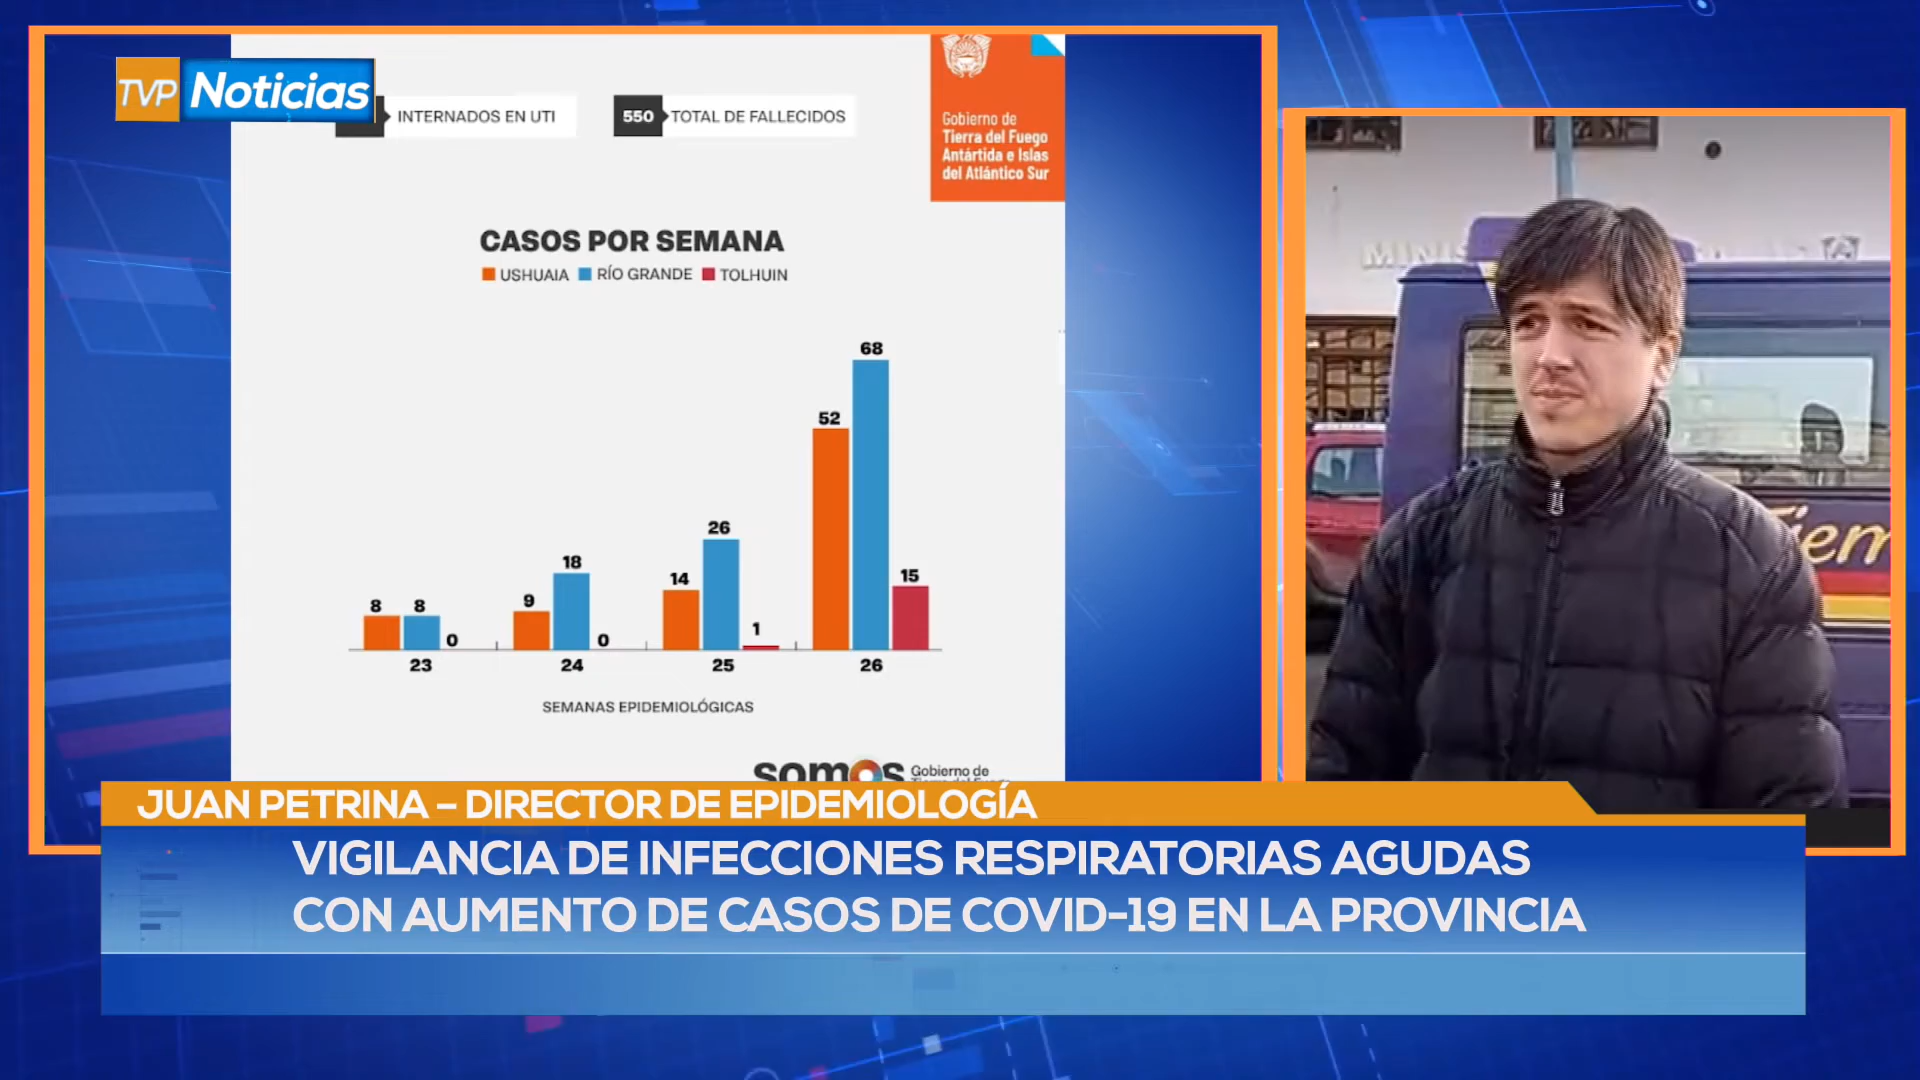 TVP Noticias
INTERNADOS EN UTI
550 TOTAL DE FALLECIDOS
Gobierno de
Tierra del Fuego
Antártida e Islas
del Atlántico Sur
CASOS POR SEMANA
USHUAIA RÍO GRANDE TOLHUIN
68
52
26
18
14
15
9
8 8
0
0
1
23 24 25 26
SEMANAS EPIDEMIOLÓGICAS
somos Gobierno de
Tiem
JUAN PETRINA – DIRECTOR DE EPIDEMIOLOGÍA
VIGILANCIA DE INFECCIONES RESPIRATORIAS AGUDAS
CON AUMENTO DE CASOS DE COVID-19 EN LA PROVINCIA